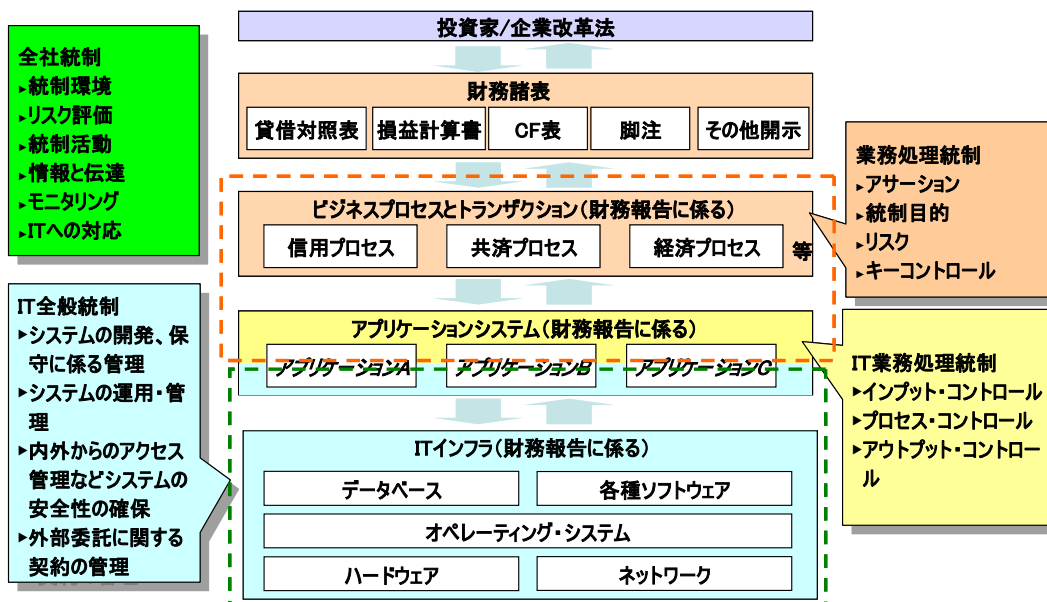 投資家/企業改革法
全社統制
▸統制環境
▸リスク評価
▸統制活動
▸情報と伝達
▸モニタリング
▸ITへの対応
財務諸表
貸借対照表
損益計算書
CF表
脚注
その他開示
業務処理統制
▸アサーション
▸統制目的
▸リスク
▸キーコントロール
ビジネスプロセスとトランザクション(財務報告に係る)
信用プロセス
共済プロセス
経済プロセス
等
IT全般統制
▸システムの開発、保
守に係る管理
▸システムの運用・管
理
▸内外からのアクセス
管理などシステムの
安全性の確保
▸外部委託に関する
契約の管理
アプリケーションシステム(財務報告に係る)
アプリケーションA
アプリケーションB
アプリケーションC
IT業務処理統制
▸インプット・コントロール
▸プロセス・コントロール
▸アウトプット・コントロー
ル
ITインフラ(財務報告に係る)
データベース
各種ソフトウェア
オペレーティング・システム
ハードウェア
ネットワーク